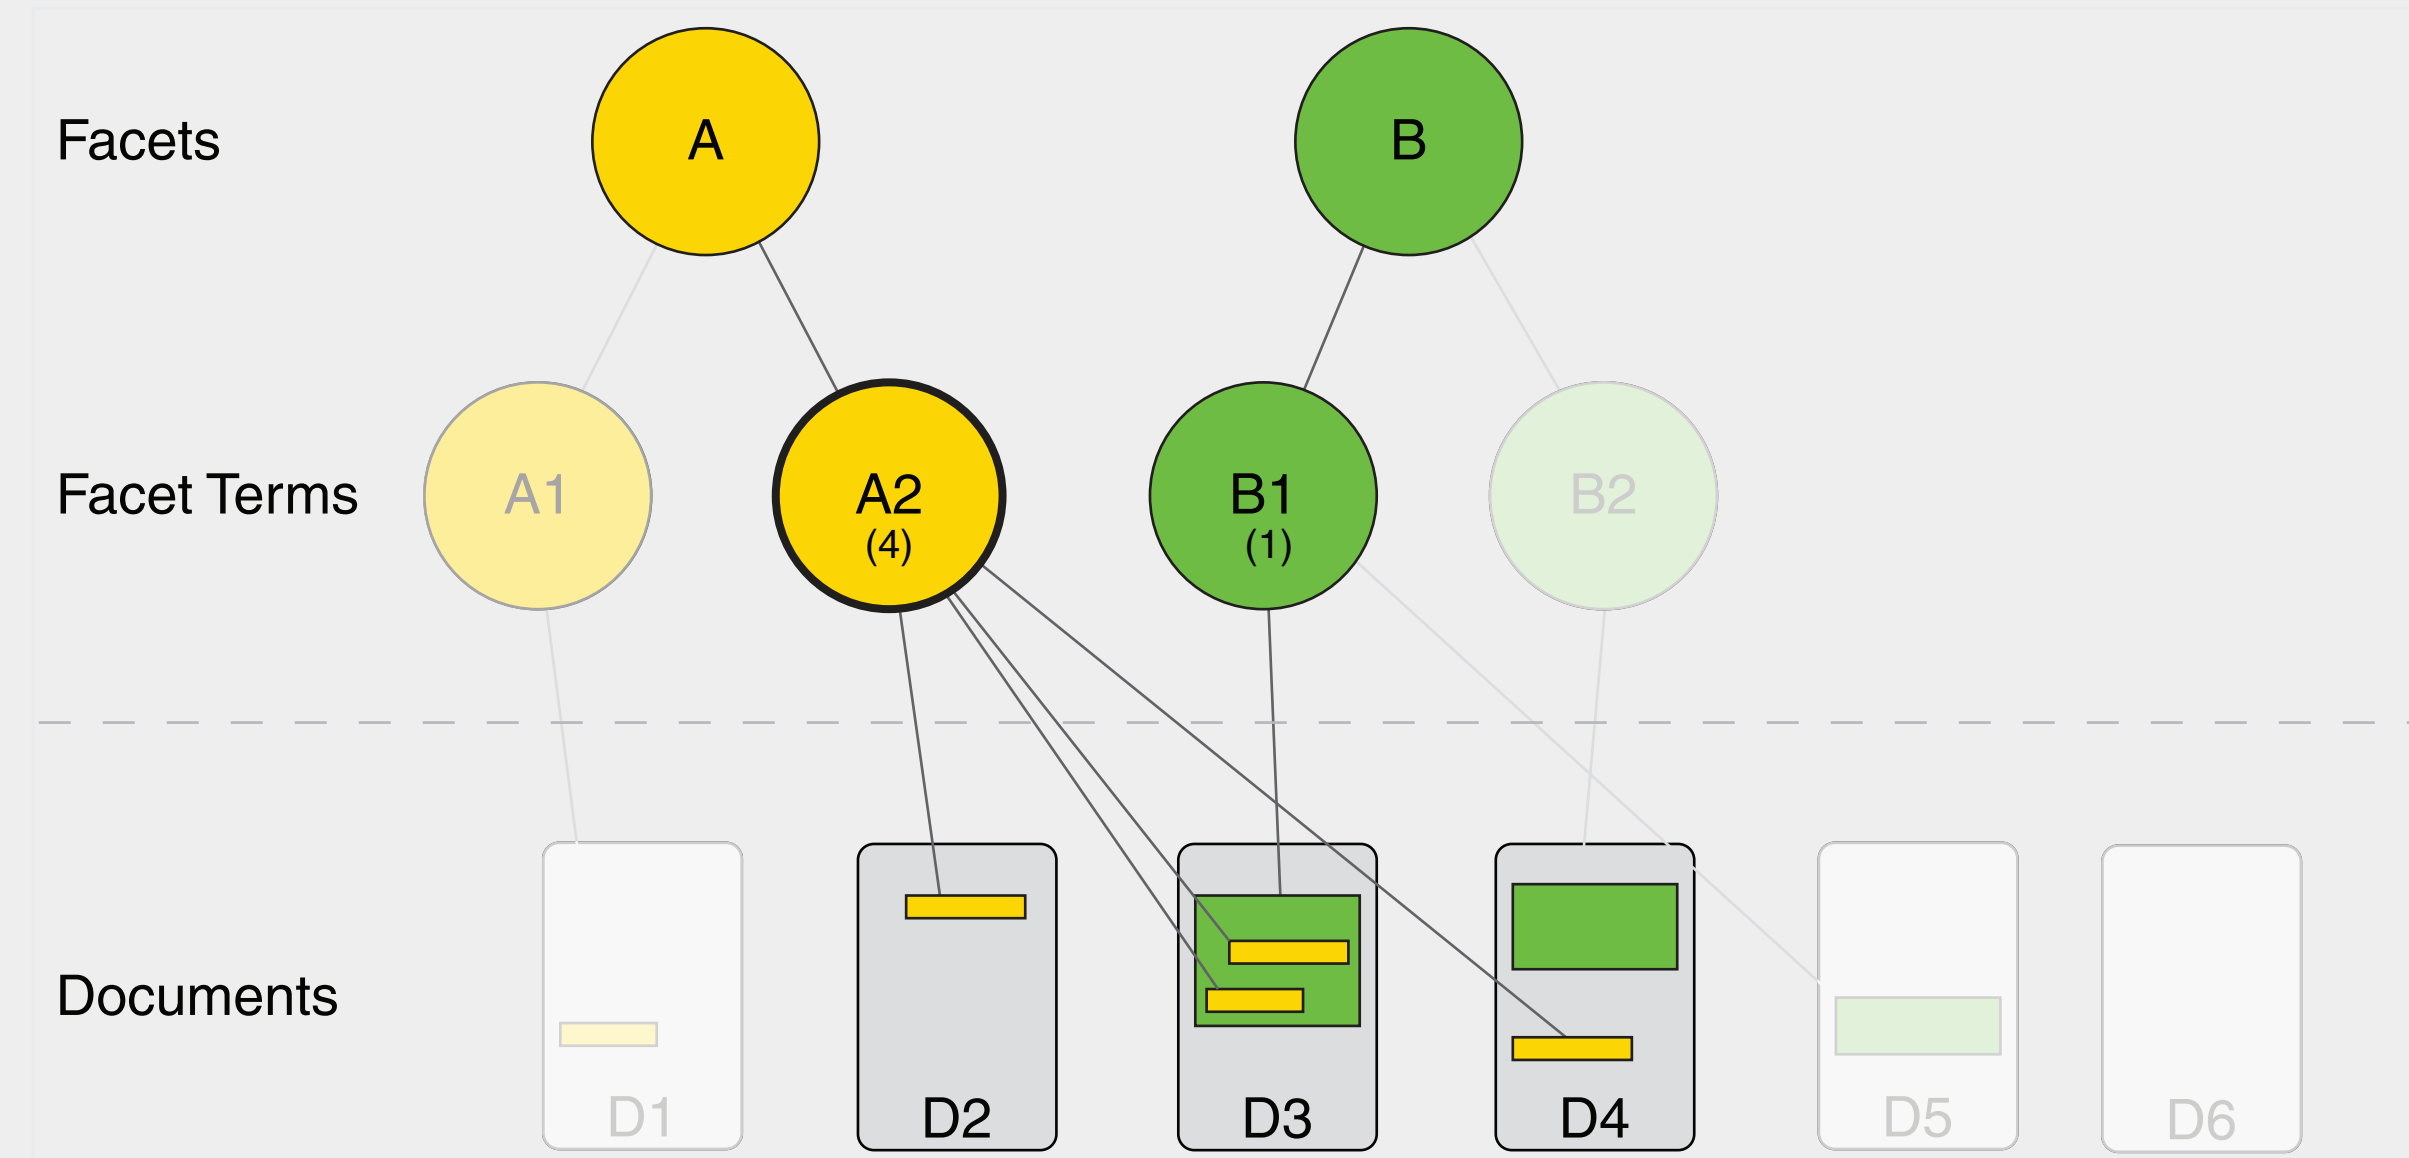 Facets
A
B
Facet Terms
A1
A2
(4)
B1
(1)
B2
Documents
D1
D2
D3
D4
D5
D6